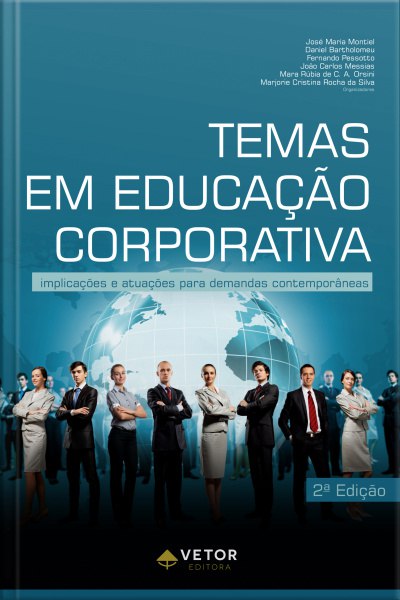 José Maria Montiel
Daniel Bartholomeu
Fernando Pessotto
João Carlos Messias
Mara Rúbia de C. A. Orsini
Marjorie Cristina Rocha da Silva
Organizadores
TEMAS
EM EDUCAÇÃO
CORPORATIVA
implicações e atuações para demandas contemporâneas
2ª Edição
VETOR
EDITORA